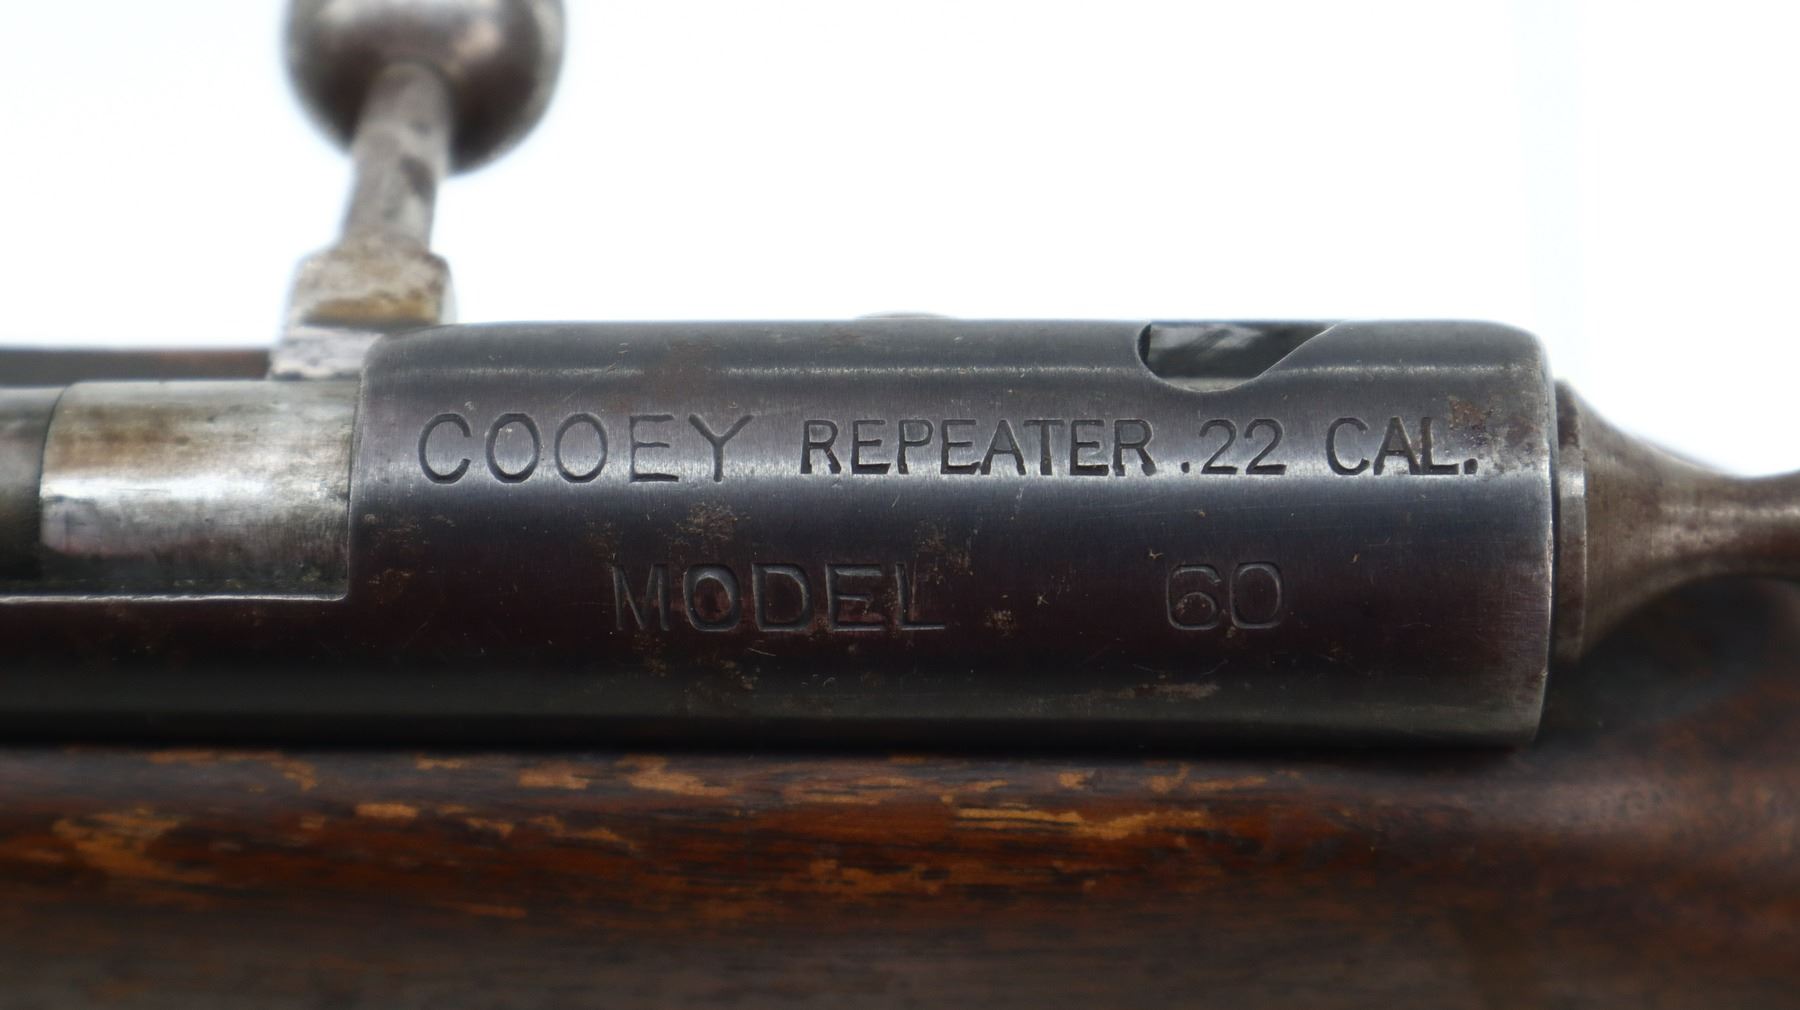 COOEY REPEATER .22 CAL.
MODEL 60